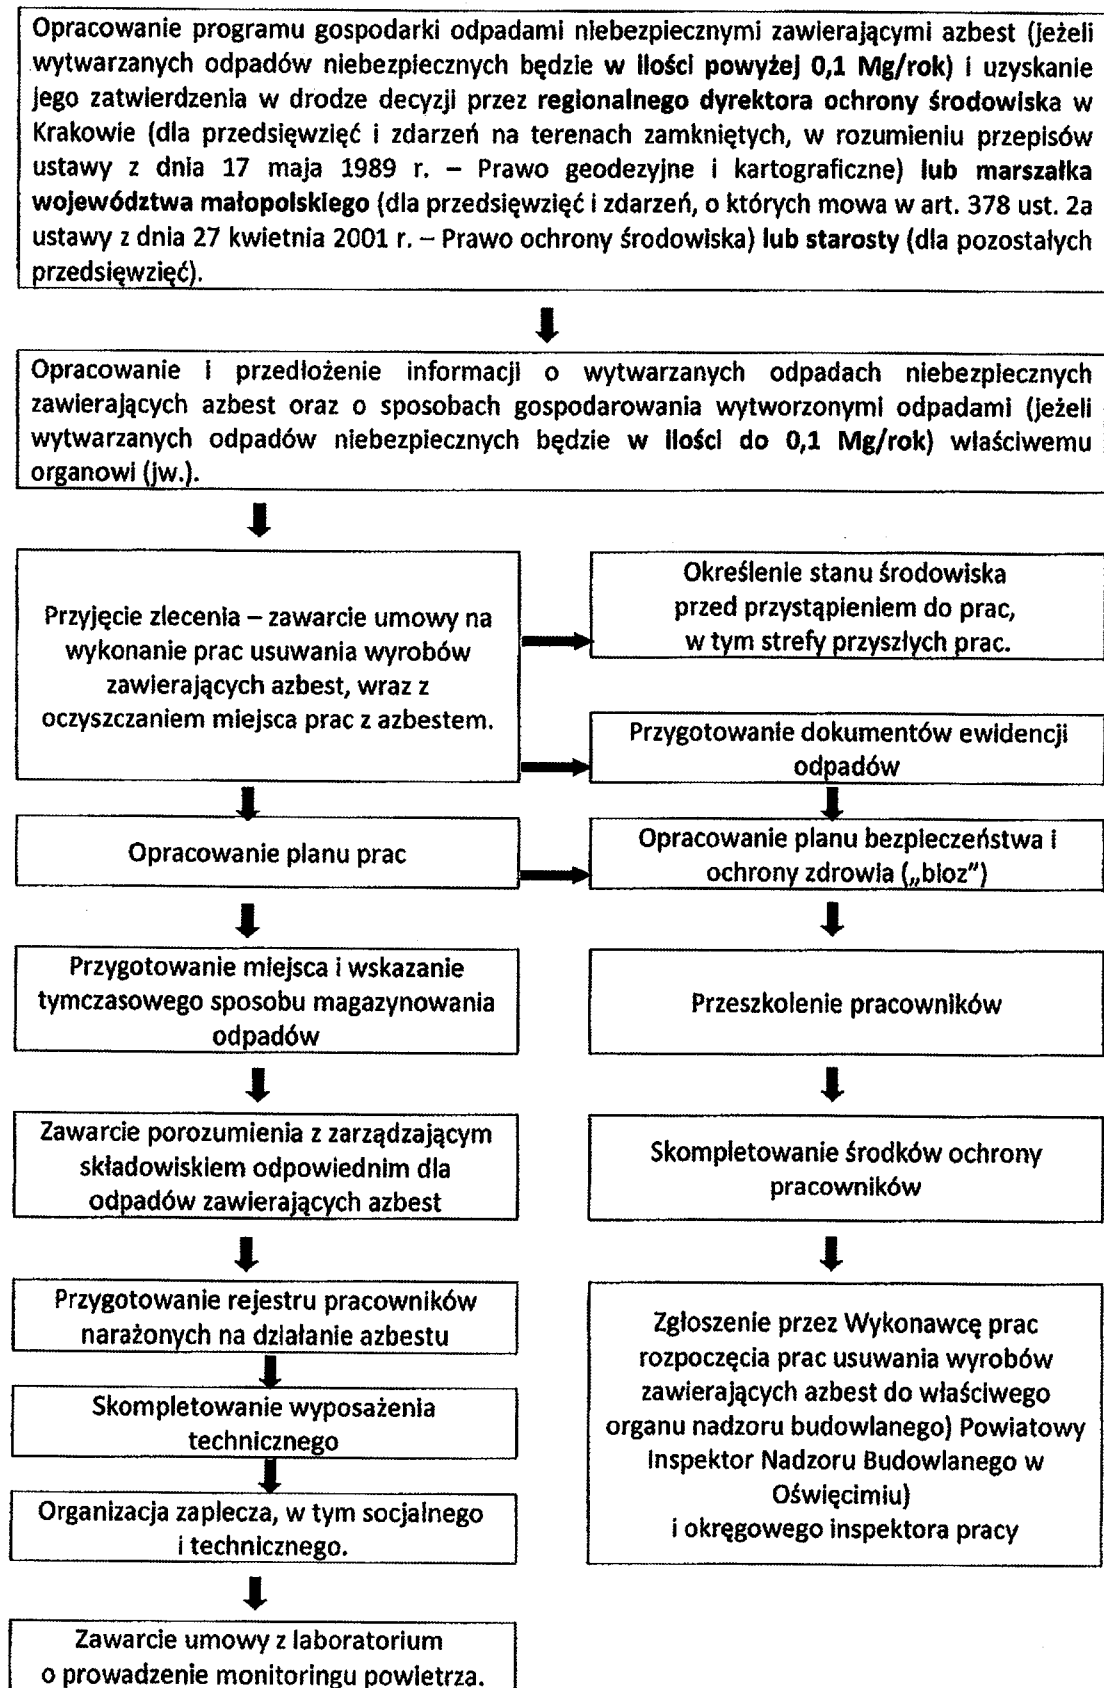 Opracowanie programu gospodarki odpadami niebezpiecznymi zawierającymi azbest (jeżeli
wytwarzanych odpadów niebezpiecznych będzie w ilości powyżej 0,1 Mg/rok) i uzyskanie
jego zatwierdzenia w drodze decyzji przez regionalnego dyrektora ochrony środowiska w
Krakowie (dla przedsięwzięć i zdarzeń na terenach zamkniętych, w rozumieniu przepisów
ustawy z dnia 17 maja 1989 r. – Prawo geodezyjne i kartograficzne) lub marszałka
województwa małopolskiego (dla przedsięwzięć i zdarzeń, o których mowa w art. 378 ust. 2a
ustawy z dnia 27 kwietnia 2001 r. – Prawo ochrony środowiska) lub starosty (dla pozostałych
przedsięwzięć).
Opracowanie i przedłożenie informacji o wytwarzanych odpadach niebezpiecznych
zawierających azbest oraz o sposobach gospodarowania wytworzonymi odpadami (jeżeli
wytwarzanych odpadów niebezpiecznych będzie w ilości do 0,1 Mg/rok) właściwemu
organowi (jw.).
Przyjęcie zlecenia – zawarcie umowy na
wykonanie prac usuwania wyrobów
zawierających azbest, wraz z
oczyszczaniem miejsca prac z azbestem.
Określenie stanu środowiska
przed przystąpieniem do prac,
w tym strefy przyszłych prac.
Przygotowanie dokumentów ewidencji
odpadów
Opracowanie planu prac
Opracowanie planu bezpieczeństwa i
ochrony zdrowia („bioz”)
Przygotowanie miejsca i wskazanie
tymczasowego sposobu magazynowania
odpadów
Przeszkolenie pracowników
Zawarcie porozumienia z zarządzającym
składowiskiem odpowiednim dla
odpadów zawierających azbest
Skompletowanie środków ochrony
pracowników
Przygotowanie rejestru pracowników
narażonych na działanie azbestu
Skompletowanie wyposażenia
technicznego
Organizacja zaplecza, w tym socjalnego
i technicznego.
Zgłoszenie przez Wykonawcę prac
rozpoczęcia prac usuwania wyrobów
zawierających azbest do właściwego
organu nadzoru budowlanego) Powiatowy
Inspektor Nadzoru Budowlanego w
Oświęcimiu)
i okręgowego inspektora pracy
Zawarcie umowy z laboratorium
o prowadzenie monitoringu powietrza.